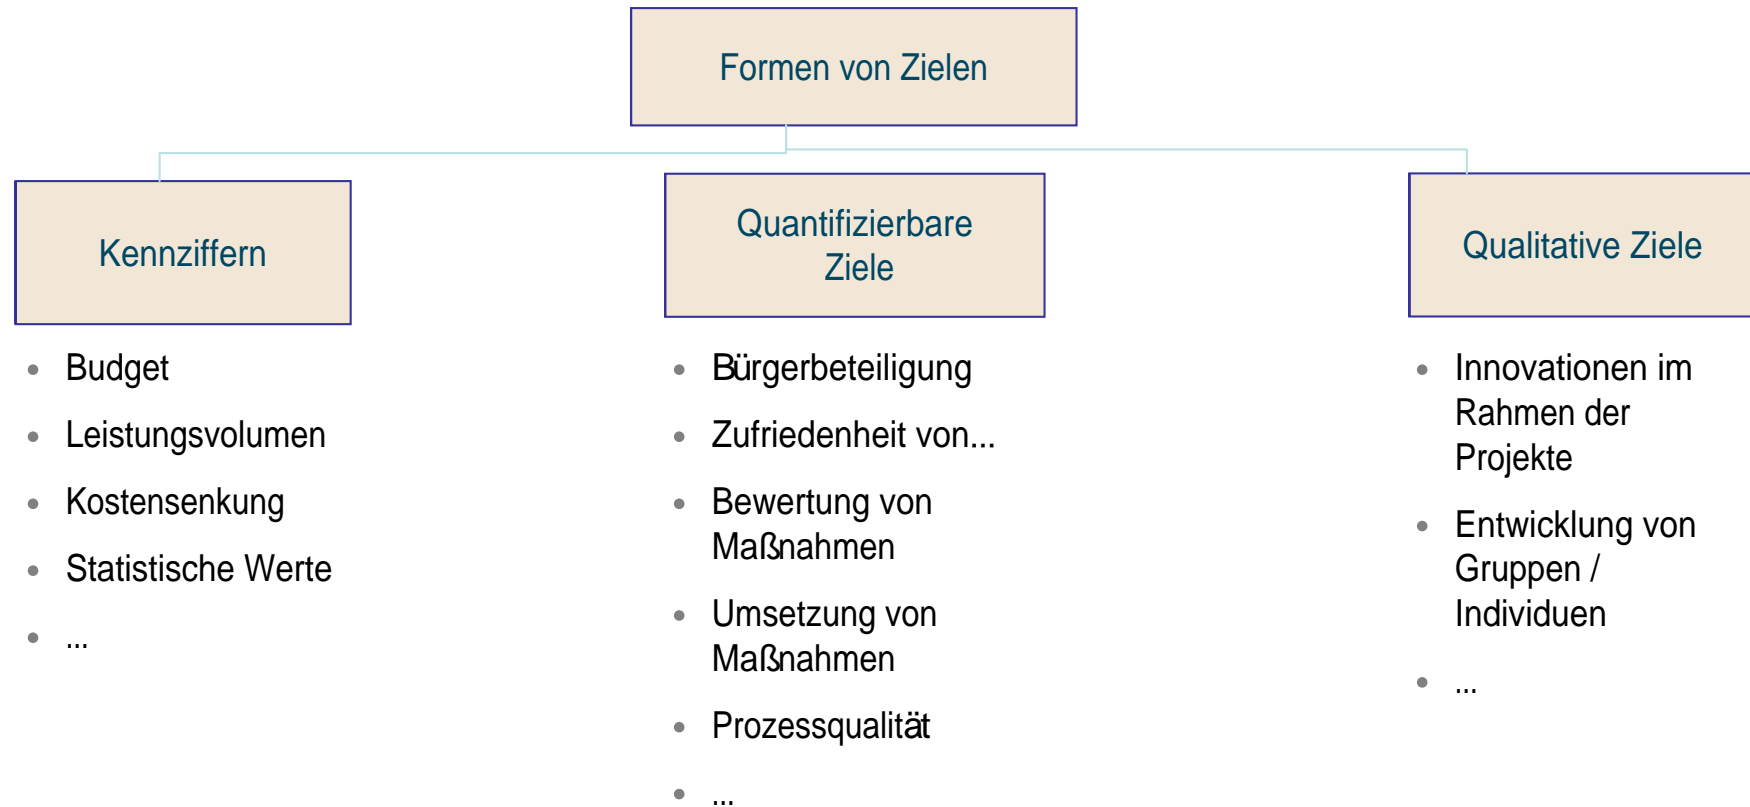 Formen von Zielen
Kennziffern
• Budget
• Leistungsvolumen
• Kostensenkung
• Statistische Werte
• ...
Quantifizierbare
Ziele
• Bürgerbeteiligung
• Zufriedenheit von...
• Bewertung von
Maßnahmen
• Umsetzung von
Maßnahmen
• Prozessqualität
• ...
Qualitative Ziele
• Innovationen im
Rahmen der
Projekte
• Entwicklung von
Gruppen /
Individuen
• ...